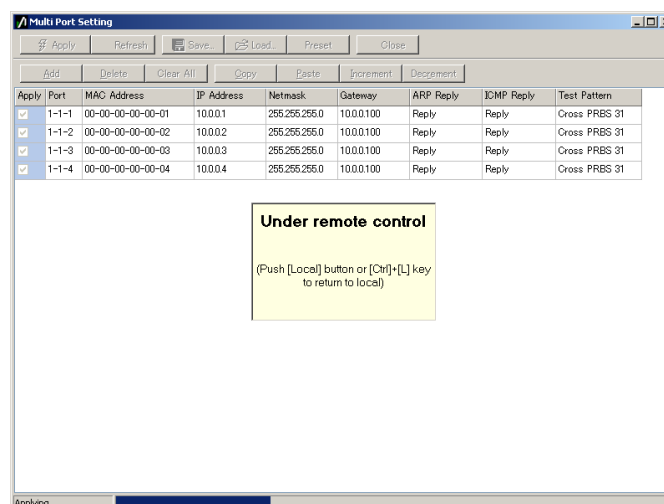 Multi Port Setting
Apply Refresh Save... Load... Preset Close
Add Delete Clear All Copy Paste Increment Decrement
Apply Port MAC Address IP Address Netmask Gateway ARP Reply ICMP Reply Test Pattern
1-1-1 00-00-00-00-00-01 10.0.0.1 255.255.255.0 10.0.0.100 Reply Reply Cross PRBS 31
1-1-2 00-00-00-00-00-02 10.0.0.2 255.255.255.0 10.0.0.100 Reply Reply Cross PRBS 31
1-1-3 00-00-00-00-00-03 10.0.0.3 255.255.255.0 10.0.0.100 Reply Reply Cross PRBS 31
1-1-4 00-00-00-00-00-04 10.0.0.4 255.255.255.0 10.0.0.100 Reply Reply Cross PRBS 31
Under remote control
(Push [Local] button or [Ctrl]+[L] key
to return to local)
Applying